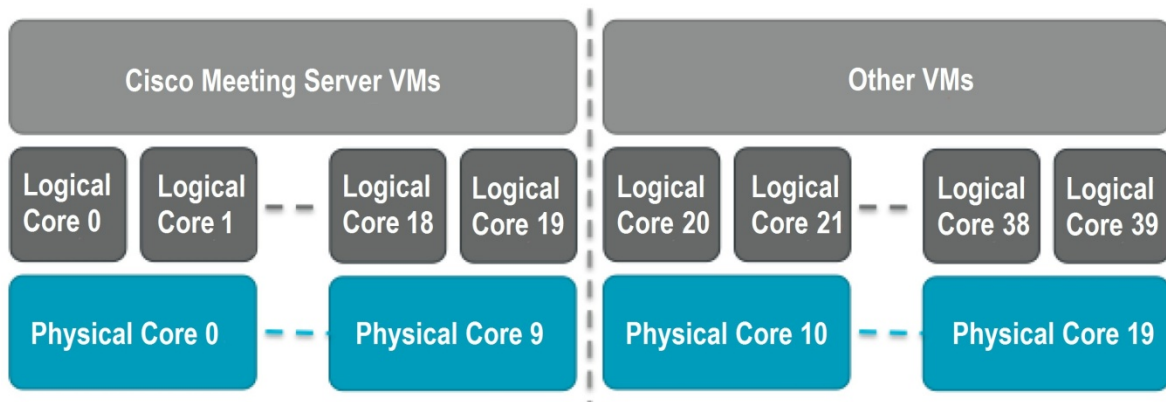 Cisco Meeting Server VMs
Other VMs
Logical
Core 0
Logical
Core 1
Logical
Core 18
Logical
Core 19
Logical
Core 20
Logical
Core 21
Logical
Core 38
Logical
Core 39
Physical Core 0
Physical Core 9
Physical Core 10
Physical Core 19